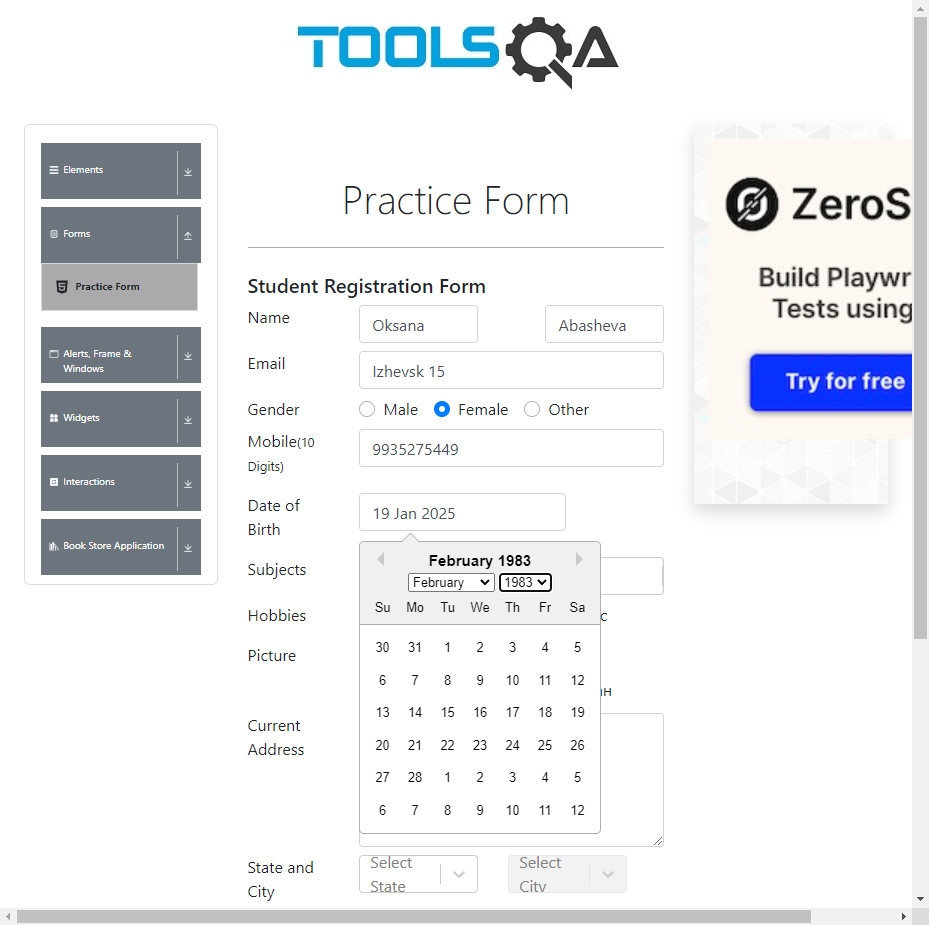 TOOLSQA
Elements
Forms
Practice Form
Alerts, Frame &
Windows
Widgets
Interactions
Book Store Application
Practice Form
Student Registration Form
Name
Oksana
Abasheva
Email
Izhevsk 15
Gender
Male
Female
Other
Mobile(10
Digits)
9935275449
Date of
Birth
19 Jan 2025
February 1983
February
1983
Su Mo Tu We Th Fr Sa
30 31 1 2 3 4 5
6 7 8 9 10 11 12
13 14 15 16 17 18 19
20 21 22 23 24 25 26
27 28 1 2 3 4 5
6 7 8 9 10 11 12
Subjects
Hobbies
c
Picture
Current
Address
State and
City
Select
State
Select
City
ZeroS
Build Playwr
Tests using
Try for free